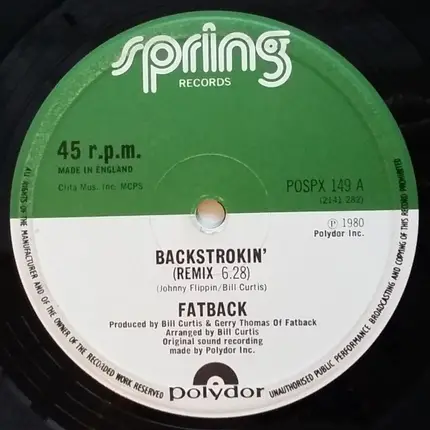 spring
RECORDS
45 r.p.m.
MADE IN ENGLAND
Clita Mus. Inc. MCPS
POSPX 149 A
(2141 282)
℗ 1980
Polydor Inc.
BACKSTROKIN'
(REMIX 6.28)
(Johnny Flippin/Bill Curtis)
FATBACK
Produced by Bill Curtis & Gerry Thomas Of Fatback
Arranged by Bill Curtis
Original sound recording
made by Polydor Inc.
polydor
ALL RIGHTS OF THE MANUFACTURER AND OF THE OWNER OF THE RECORDED WORK RESERVED
UNAUTHORISED PUBLIC PERFORMANCE BROADCASTING AND COPYING OF THIS RECORD PROHIBITED